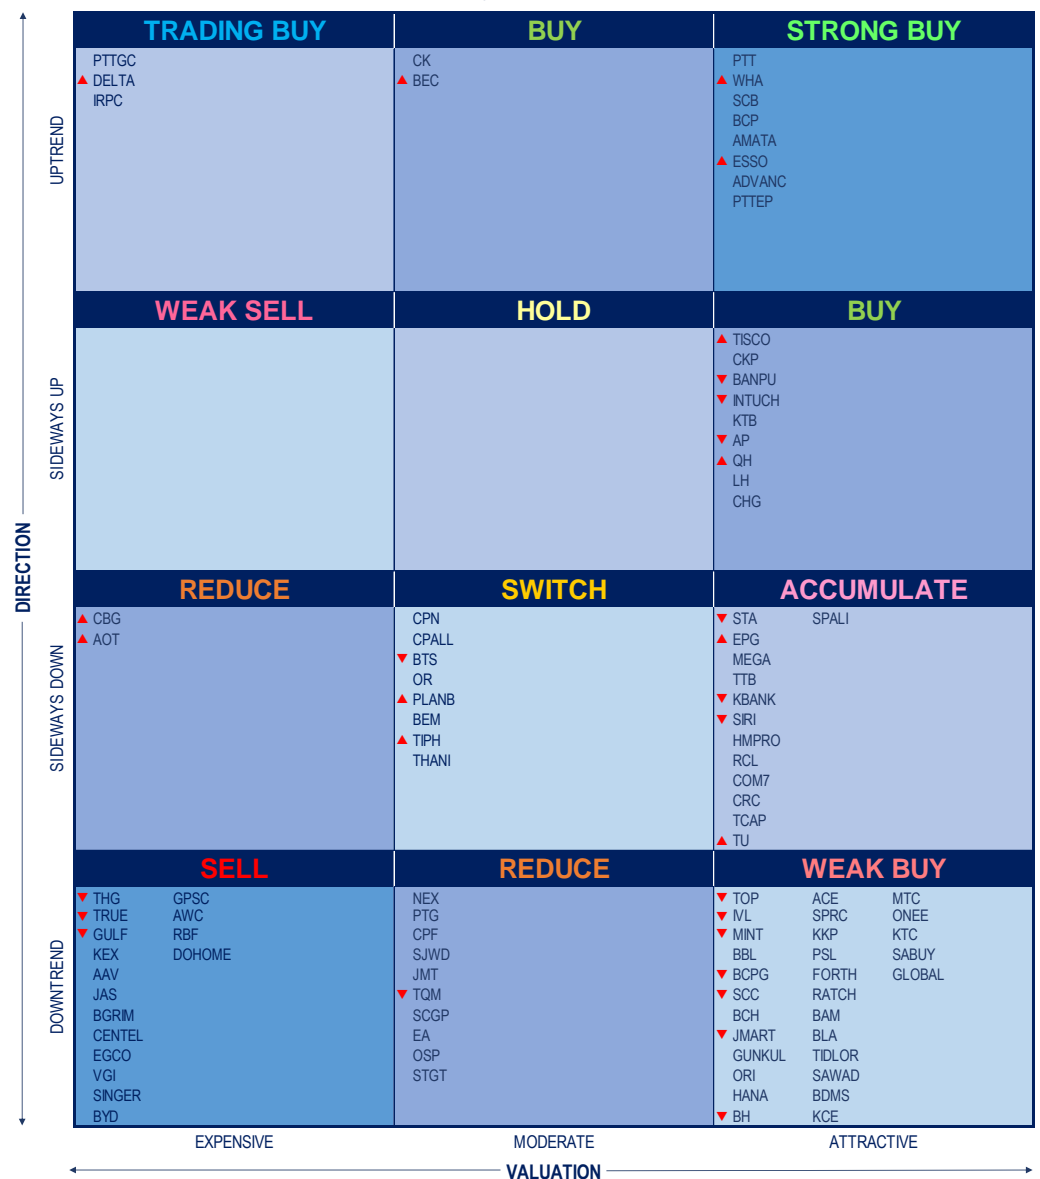 TRADING BUY BUY STRONG BUY
UPTREND
PTTGC CK PTT
▲ DELTA ▲ BEC ▲ WHA
IRPC SCB
BCP
AMATA
▲ ESSO
ADVANC
PTTEP
WEAK SELL HOLD BUY
SIDEWAYS UP
▲ TISCO
CKP
▼ BANPU
▼ INTUCH
KTB
▼ AP
▲ QH
LH
CHG
DIRECTION
REDUCE SWITCH ACCUMULATE
SIDEWAYS DOWN
▲ CBG CPN ▼ STA SPALI
▲ AOT CPALL ▲ EPG
▼ BTS MEGA
OR TTB
▲ PLANB ▼ KBANK
BEM ▼ SIRI
▲ TIPH HMPRO
THANI RCL
COM7
CRC
TCAP
▲ TU
SELL REDUCE WEAK BUY
DOWNTREND
▼ THG GPSC NEX ▼ TOP ACE MTC
▼ TRUE AWC PTG ▼ IVL SPRC ONEE
▼ GULF RBF CPF ▼ MINT KKP KTC
KEX DOHOME SJWD BBL PSL SABUY
AAV JMT ▼ BCPG FORTH GLOBAL
JAS ▼ TQM ▼ SCC RATCH
BGRIM SCGP BCH BAM
CENTEL EA ▼ JMART BLA
EGCO OSP GUNKUL TIDLOR
VGI STGT ORI SAWAD
SINGER HANA BDMS
BYD ▼ BH KCE
EXPENSIVE MODERATE ATTRACTIVE
VALUATION